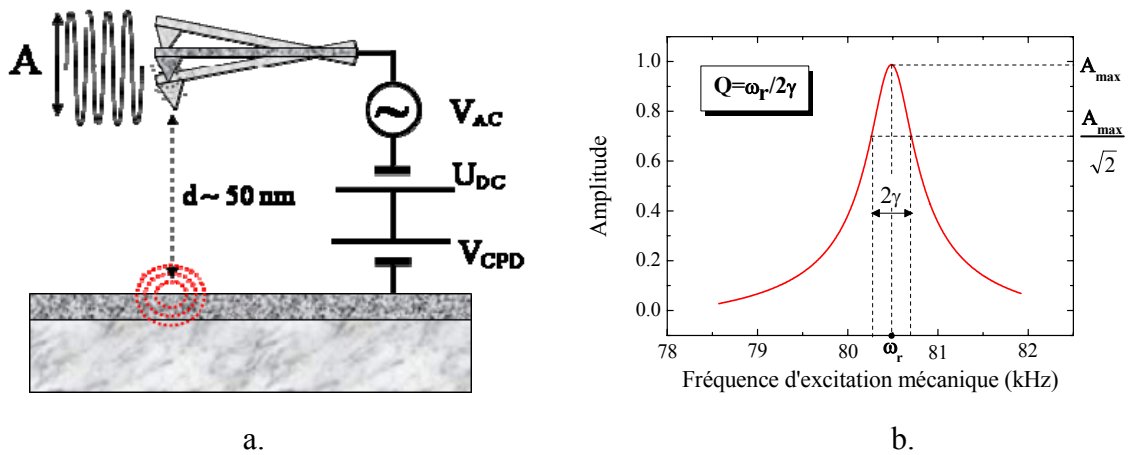 A
V_AC
U_DC
V_CPD
d ~ 50 nm
a.
Q=ω_r/2γ
Amplitude
1.0
0.8
0.6
0.4
0.2
0.0
2γ
A_max
A_max
√2
78
79
80
81
82
ω_r
Fréquence d'excitation mécanique (kHz)
b.